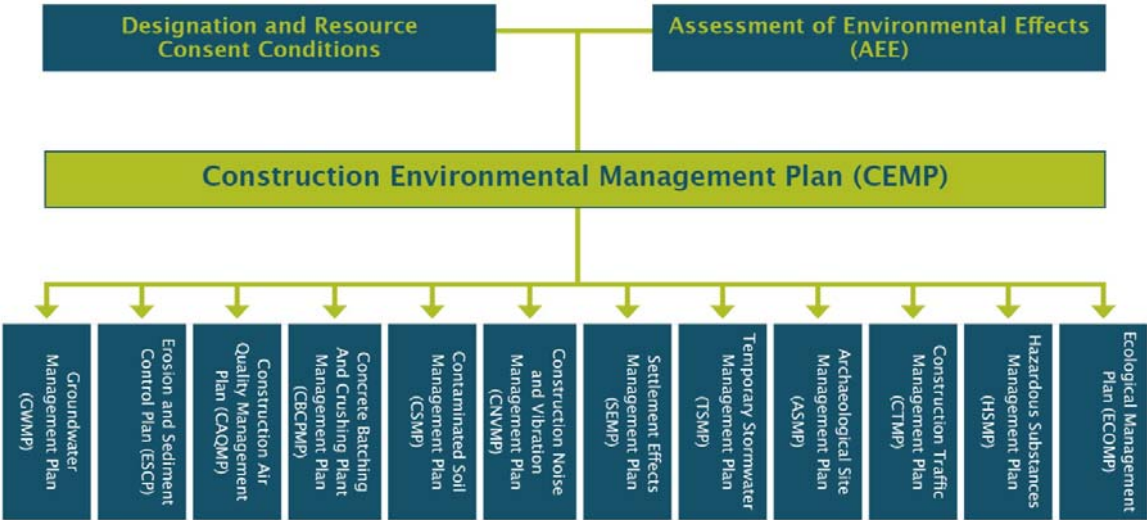 Designation and Resource
Consent Conditions
Assessment of Environmental Effects
(AEE)
Construction Environmental Management Plan (CEMP)
Groundwater
Management Plan
(GWMP)
Erosion and Sediment
Control Plan (ESCP)
Construction Air
Quality Management
Plan (CAQMP)
Concrete Batching
And Crushing Plant
Management Plan
(CBCPMP)
Contaminated Soil
Management Plan
(CSMP)
Construction Noise
and Vibration
Management Plan
(CNVMP)
Settlement Effects
Management Plan
(SEMP)
Temporary Stormwater
Management Plan
(TSMP)
Archaeological Site
Management Plan
(ASMP)
Construction Traffic
Management Plan
(CTMP)
Hazardous Substances
Management Plan
(HSMP)
Ecological Management
Plan (ECOMP)